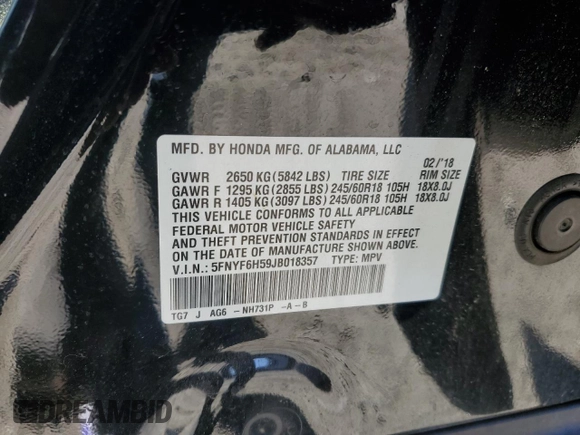 MFD. BY HONDA MFG. OF ALABAMA, LLC
02/'18
GVWR 2650 KG (5842 LBS) TIRE SIZE RIM SIZE
GAWR F 1295 KG (2855 LBS) 245/60R18 105H 18X8.0J
GAWR R 1405 KG (3097 LBS) 245/60R18 105H 18X8.0J
THIS VEHICLE CONFORMS TO ALL APPLICABLE
FEDERAL MOTOR VEHICLE SAFETY
AND THEFT PREVENTION STANDARDS IN EFFECT
ON THE DATE OF MANUFACTURE SHOWN ABOVE.
V.I.N.: 5FNYF6H59JB018357 TYPE: MPV
TG7 J AG6 -NH731P -A-B
DREAMBID